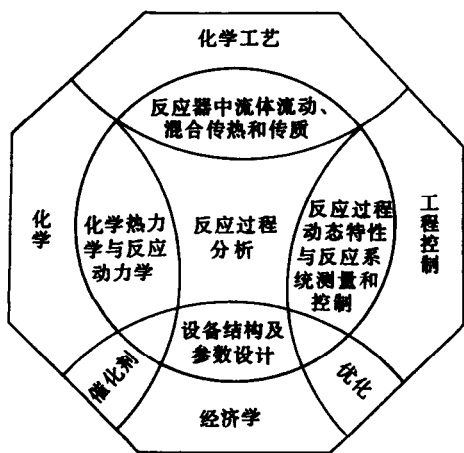 化学工艺
反应器中流体流动、
混合传热和传质
化学
化学热力
学与反应
动力学
反应过程
分析
反应过程
动态特性
与反应系
统测量和
控制
工程控制
设备结构及
参数设计
催化剂
优化
经济学